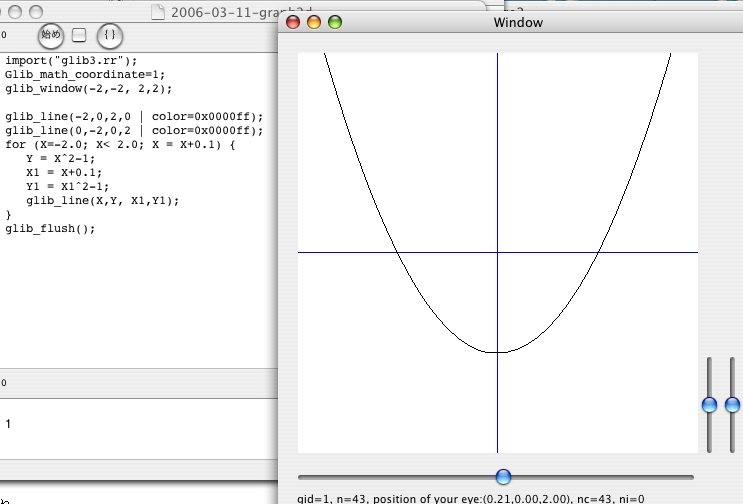 2006-03-11-graph2d
Window
0
始め
{ }
import("glib3.rr");
Glib_math_coordinate=1;
glib_window(-2,-2, 2,2);
glib_line(-2,0,2,0 | color=0x0000ff);
glib_line(0,-2,0,2 | color=0x0000ff);
for (X=-2.0; X< 2.0; X = X+0.1) {
Y = X^2-1;
X1 = X+0.1;
Y1 = X1^2-1;
glib_line(X,Y, X1,Y1);
}
glib_flush();
0
1
gid=1, n=43, position of your eye:(0.21,0.00,2.00), nc=43, ni=0